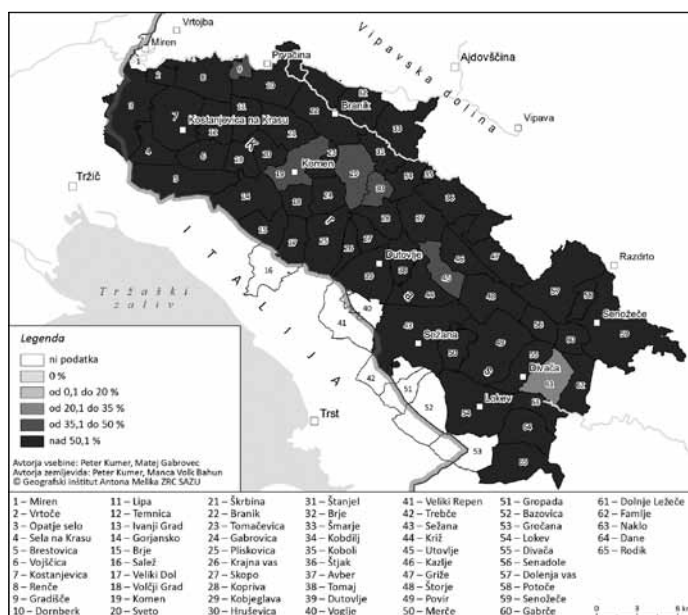 Vrtojba
Miren
Prvačina
Ajdovščina
Vipavska dolina
Vipava
Branik
Kostanjevica na Krasu
Komen
Tržič
Dutovlje
Razdrto
Senožeče
Sežana
Divača
Lokev
Trst
Tržaški
zaliv
ITALIJA
Legenda
ni podatka
0 %
od 0,1 do 20 %
od 20,1 do 35 %
od 35,1 do 50 %
nad 50,1 %
Avtorja vsebine: Peter Kumer, Matej Gabrovec
Avtorja zemljevida: Peter Kumer, Manca Volk Bahun
© Geografski inštitut Antona Melika ZRC SAZU
1 – Miren
2 – Vrtoče
3 – Opatje selo
4 – Sela na Krasu
5 – Brestovica
6 – Vojščica
7 – Kostanjevica
8 – Renče
9 – Gradišče
10 – Dornberk
11 – Lipa
12 – Temnica
13 – Ivanji Grad
14 – Gorjansko
15 – Brje
16 – Salež
17 – Veliki Dol
18 – Volčji Grad
19 – Komen
20 – Sveto
21 – Škrbina
22 – Branik
23 – Tomačevica
24 – Gabrovica
25 – Pliskovica
26 – Krajna vas
27 – Skopo
28 – Kopriva
29 – Kobjeglava
30 – Hruševica
31 – Štanjel
32 – Brje
33 – Šmarje
34 – Kobdilj
35 – Koboli
36 – Štjak
37 – Avber
38 – Tomaj
39 – Dutovlje
40 – Voglje
41 – Veliki Repen
42 – Trebče
43 – Sežana
44 – Križ
45 – Utovlje
46 – Kazlje
47 – Griže
48 – Štorje
49 – Povir
50 – Merče
51 – Gropada
52 – Bazovica
53 – Gročana
54 – Lokev
55 – Divača
56 – Senadole
57 – Dolenja vas
58 – Potoče
59 – Senožeče
60 – Gabrče
61 – Dolnje Ležeče
62 – Famlje
63 – Naklo
64 – Dane
65 – Rodik
0 3